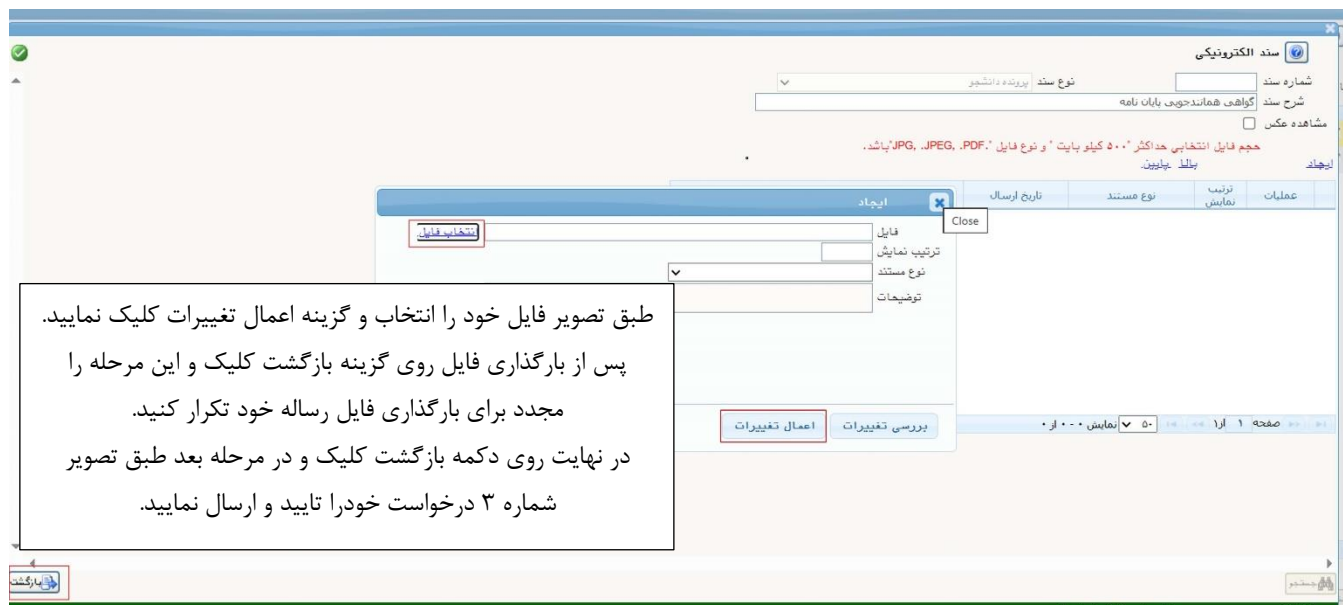 سند الکترونیکی
شماره سند
نوع سند پرونده دانشجو
شرح سند گواهی همانندجویی پایان نامه
مشاهده عکس
حجم فایل انتخابی حداکثر "۵۰۰ کیلو بایت " و نوع فایل ".JPG, .JPEG, .PDF"باشد.
ایجاد بالا پایین
عملیات ترتیب نمایش نوع مستند تاریخ ارسال
ایجاد
Close
فایل انتخاب فایل
ترتیب نمایش
نوع مستند
توضیحات
بررسی تغییرات اعمال تغییرات
صفحه ۱ از۱ ۵۰ نمایش ۰ - ۰ از ۰
طبق تصویر فایل خود را انتخاب و گزینه اعمال تغییرات کلیک نمایید.
پس از بارگذاری فایل روی گزینه بازگشت کلیک و این مرحله را
مجدد برای بارگذاری فایل رساله خود تکرار کنید.
در نهایت روی دکمه بازگشت کلیک و در مرحله بعد طبق تصویر
شماره ۳ درخواست خودرا تایید و ارسال نمایید.
جستجو
بازگشت